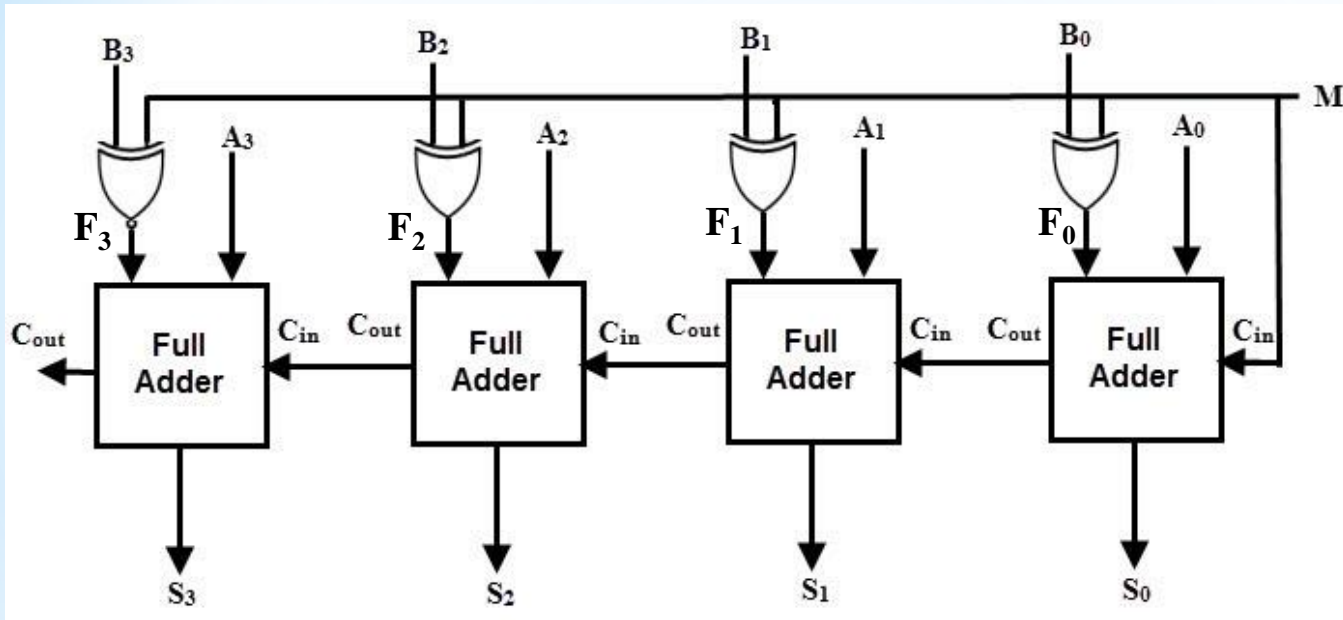 B₃ B₂ B₁ B₀
M
A₃ A₂ A₁ A₀
F₃ F₂ F₁ F₀
Cout Full Adder Cin Cout Full Adder Cin Cout Full Adder Cin Cout Full Adder Cin
S₃ S₂ S₁ S₀